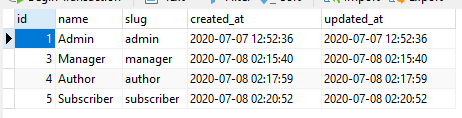 id name slug created_at updated_at
1 Admin admin 2020-07-07 12:52:36 2020-07-07 12:52:36
3 Manager manager 2020-07-08 02:15:40 2020-07-08 02:15:40
4 Author author 2020-07-08 02:17:59 2020-07-08 02:17:59
5 Subscriber subscriber 2020-07-08 02:20:52 2020-07-08 02:20:52